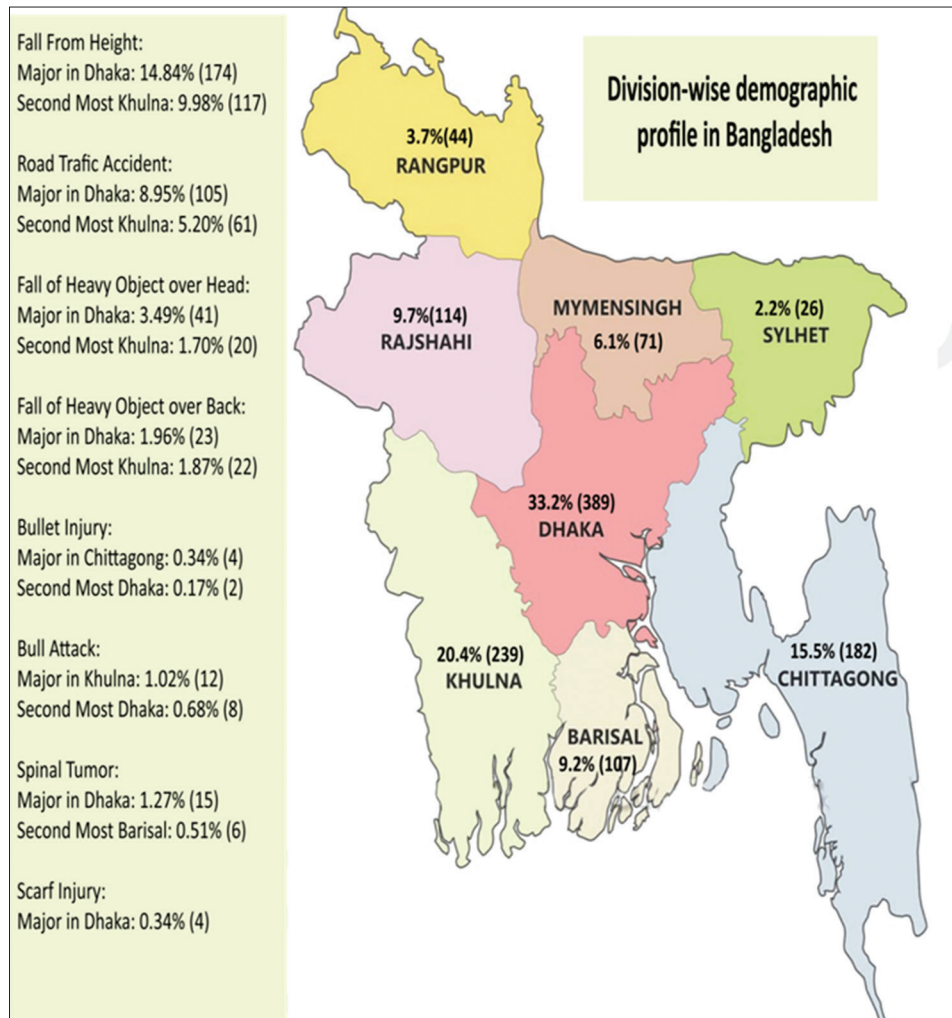 Fall From Height:
Major in Dhaka: 14.84% (174)
Second Most Khulna: 9.98% (117)
Road Trafic Accident:
Major in Dhaka: 8.95% (105)
Second Most Khulna: 5.20% (61)
Fall of Heavy Object over Head:
Major in Dhaka: 3.49% (41)
Second Most Khulna: 1.70% (20)
Fall of Heavy Object over Back:
Major in Dhaka: 1.96% (23)
Second Most Khulna: 1.87% (22)
Bullet Injury:
Major in Chittagong: 0.34% (4)
Second Most Dhaka: 0.17% (2)
Bull Attack:
Major in Khulna: 1.02% (12)
Second Most Dhaka: 0.68% (8)
Spinal Tumor:
Major in Dhaka: 1.27% (15)
Second Most Barisal: 0.51% (6)
Scarf Injury:
Major in Dhaka: 0.34% (4)
Division-wise demographic
profile in Bangladesh
3.7%(44)
RANGPUR
9.7%(114)
RAJSHAHI
MYMENSINGH
6.1% (71)
2.2% (26)
SYLHET
33.2% (389)
DHAKA
20.4% (239)
KHULNA
BARISAL
9.2% (107)
15.5% (182)
CHITTAGONG